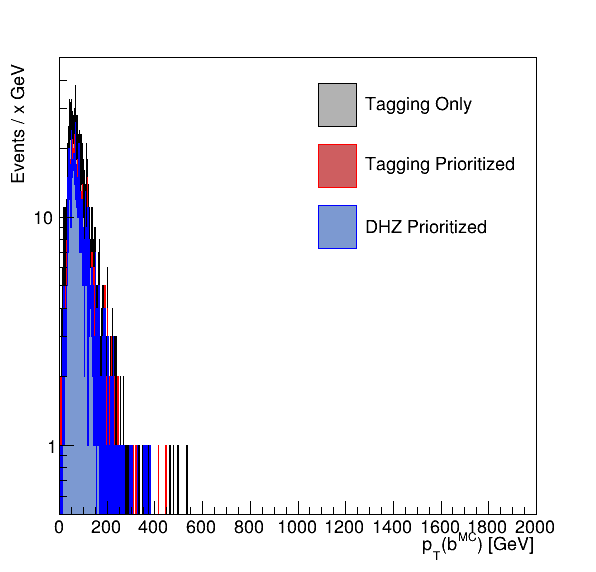 Events / x GeV
Tagging Only
Tagging Prioritized
DHZ Prioritized
10
1
0 200 400 600 800 1000 1200 1400 1600 1800 2000
p_T(b^MC) [GeV]